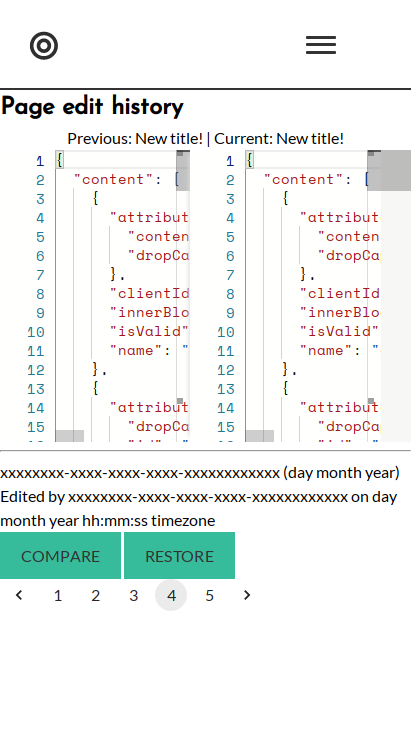 Page edit history
Previous: New title! | Current: New title!
1 {
2 "content": [
3 {
4 "attribut
5 "conten
6 "dropCa
7 },
8 "clientId
9 "innerBlo
10 "isValid"
11 "name": "
12 },
13 {
14 "attribut
15 "dropCa
1 {
2 "content": [
3 {
4 "attribut
5 "conten
6 "dropCa
7 },
8 "clientId
9 "innerBlo
10 "isValid"
11 "name": "
12 },
13 {
14 "attribut
15 "dropCa
xxxxxxxx-xxxx-xxxx-xxxx-xxxxxxxxxxxx (day month year)
Edited by xxxxxxxx-xxxx-xxxx-xxxx-xxxxxxxxxxxx on day
month year hh:mm:ss timezone
COMPARE RESTORE
1 2 3 4 5